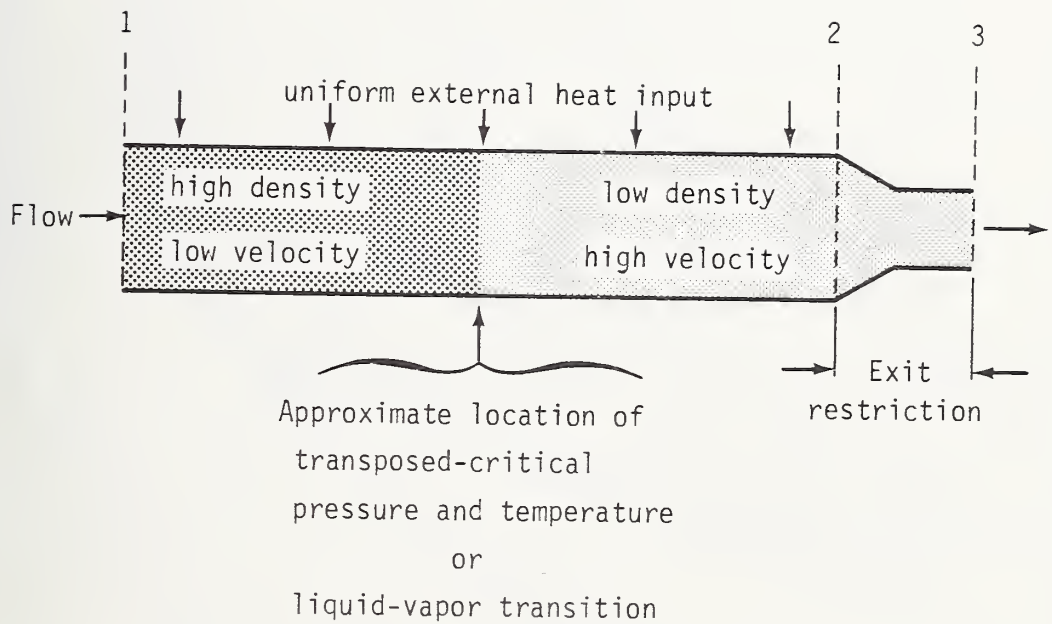 1
2
3
uniform external heat input
high density
low density
Flow
low velocity
high velocity
Exit
restriction
Approximate location of
transposed-critical
pressure and temperature
or
liquid-vapor transition